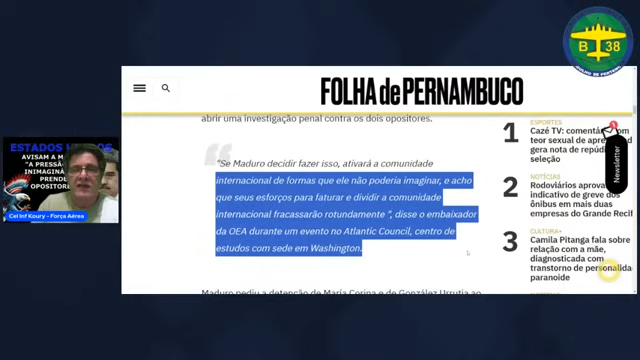 B 38
FOLHA de PERNAMBUCO
abrir uma investigação penal contra os dois opositores.
"Se Maduro decidir fazer isso, ativará a comunidade
internacional de formas que ele não poderia imaginar, e acho
que seus esforços para faturar e dividir a comunidade
internacional fracassarão rotundamente ", disse o embaixador
da OEA durante um evento no Atlantic Council, centro de
estudos com sede em Washington.
Maduro pediu a detenção de María Corina e de González Urrutia ao
ESPORTES
1
Cazé TV: coment
teor sexual de apresentad
gera nota de repúdi
seleção
NOTÍCIAS
2
Rodoviários aprov
indicativo de greve dos
ônibus em mais duas
empresas do Grande Recif
CULTURA+
3
Camila Pitanga fala sobre
relação com a mãe,
diagnosticada com
transtorno de personalida
paranoide
Newsletter
ESTADOS
AVISAM A M
"A PRESSÃO
INIMAGINÁ
PRENDE
OPOSITOR
Cel Inf Koury - Força Aérea